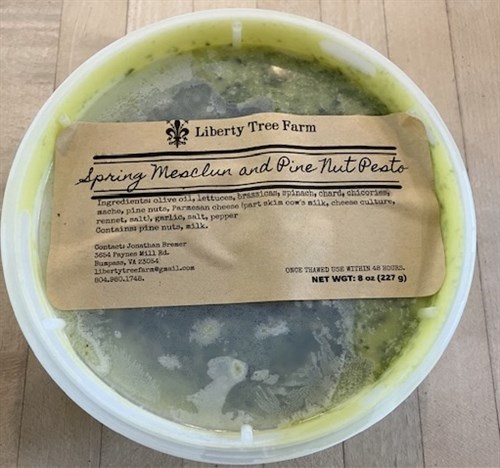 Liberty Tree Farm
Spring Mesclun and Pine Nut Pesto
Ingredients: olive oil, lettuces, brassicas, spinach, chard, chicories,
mache, pine nuts, Parmesan cheese (part skim cow's milk, cheese culture,
rennet, salt), garlic, salt, pepper
Contains: pine nuts, milk.
Contact: Jonathan Bremer
3654 Paynes Mill Rd.
Bumpass, VA 23054
libertytreefarm@gmail.com
804.980.1748.
ONCE THAWED USE WITHIN 48 HOURS.
NET WGT: 8 oz (227 g)